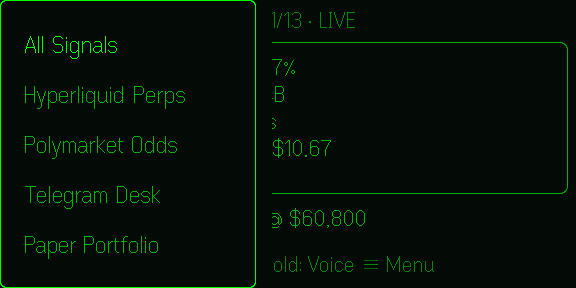 All Signals
Hyperliquid Perps
Polymarket Odds
Telegram Desk
Paper Portfolio
1/13 · LIVE
7%
B
s
$10.67
@ $60,800
old: Voice ≡ Menu